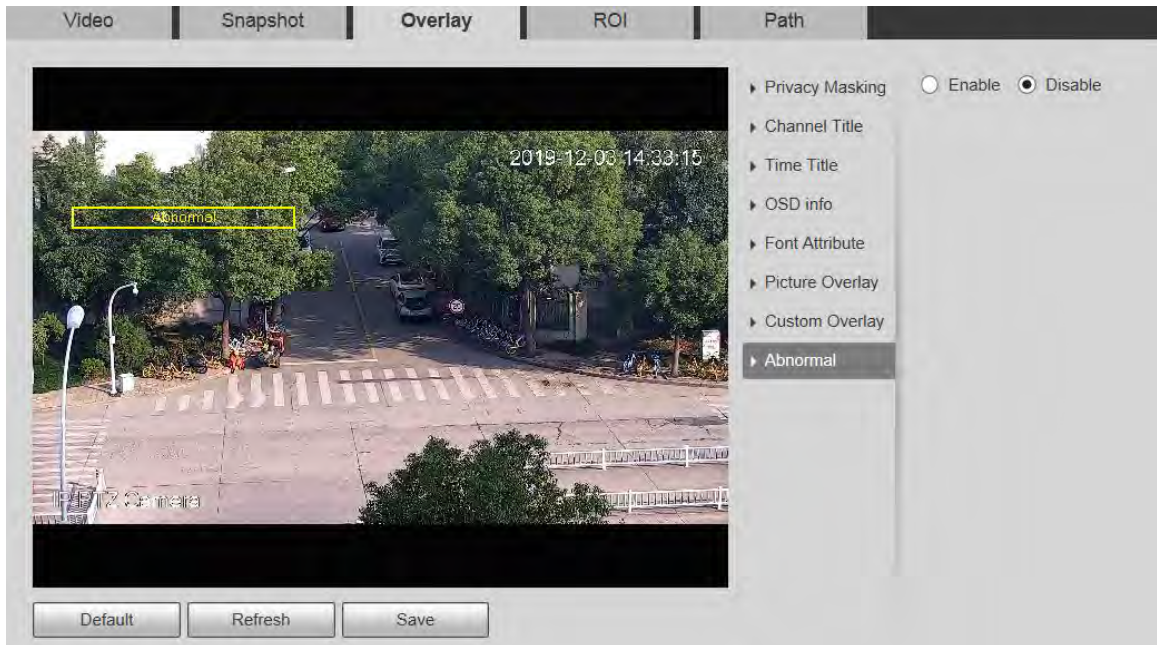 Video Snapshot Overlay ROI Path
Privacy Masking
Enable Disable
Channel Title
2019-12-03 14:33:15
Time Title
OSD info
Abnormal
Font Attribute
Picture Overlay
Custom Overlay
Abnormal
IP PTZ Camera
Default Refresh Save